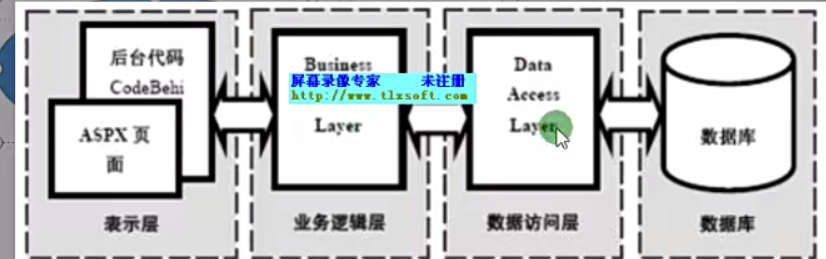 后台代码
CodeBehi
ASPX 页
面
表示层
Business
屏幕录像专家 未注册
http://www.tlxsoft.com
Layer
业务逻辑层
Data
Access
Layer
数据访问层
数据库
数据库